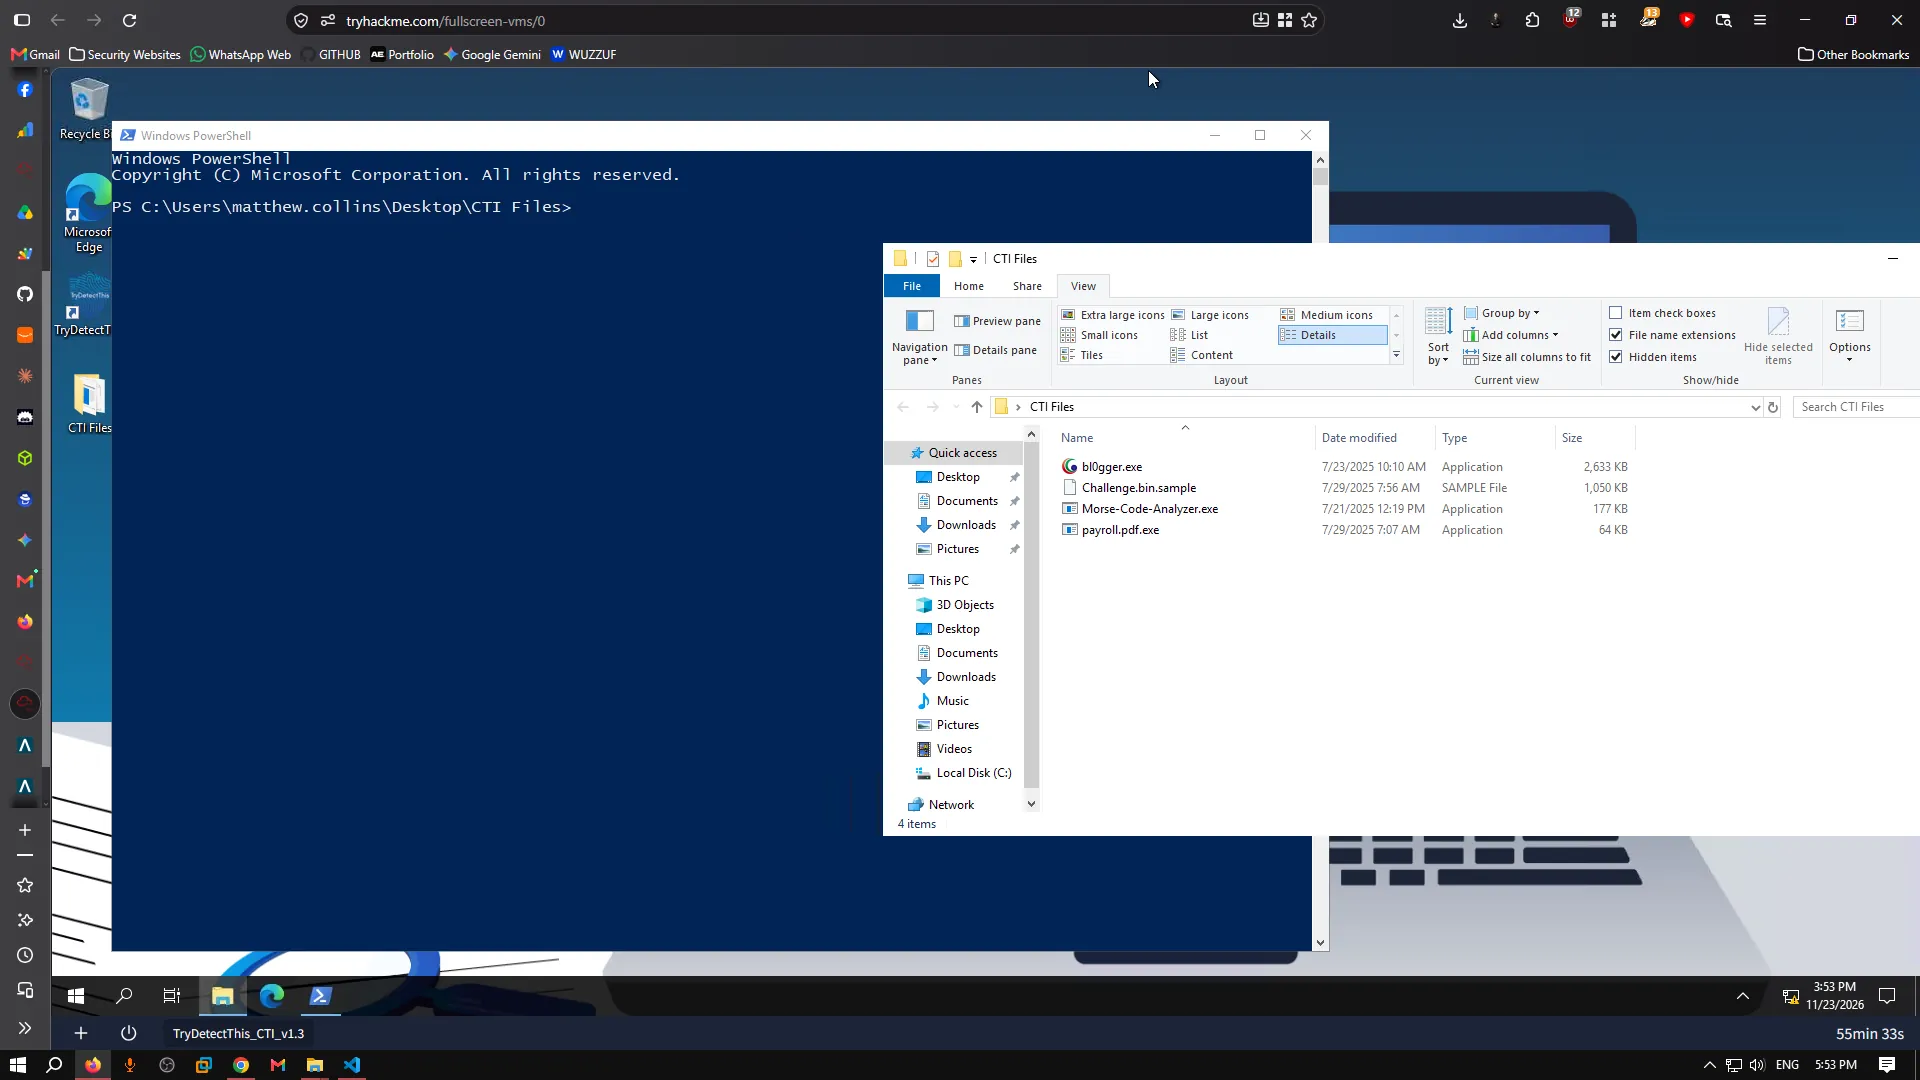 tryhackme.com/fullscreen-vms/0
12
13
Gmail
Security Websites
WhatsApp Web
GITHUB
AE Portfolio
Google Gemini
W WUZZUF
Other Bookmarks
Recycle B
Windows PowerShell
Windows PowerShell
Copyright (C) Microsoft Corporation. All rights reserved.
PS C:\Users\matthew.collins\Desktop\CTI Files>
Microsof
Edge
TryDetectThis
TryDetectT
CTI Files
CTI Files
File
Home
Share
View
Navigation
pane
Preview pane
Details pane
Panes
Extra large icons
Large icons
Medium icons
Small icons
List
Details
Tiles
Content
Layout
Sort
by
Group by
Add columns
Size all columns to fit
Current view
Item check boxes
File name extensions
Hidden items
Hide selected
items
Show/hide
Options
CTI Files
Search CTI Files
Name
Date modified
Type
Size
bl0gger.exe
7/23/2025 10:10 AM
Application
2,633 KB
Challenge.bin.sample
7/29/2025 7:56 AM
SAMPLE File
1,050 KB
Morse-Code-Analyzer.exe
7/21/2025 12:19 PM
Application
177 KB
payroll.pdf.exe
7/29/2025 7:07 AM
Application
64 KB
Quick access
Desktop
Documents
Downloads
Pictures
This PC
3D Objects
Desktop
Documents
Downloads
Music
Pictures
Videos
Local Disk (C:)
Network
4 items
3:53 PM
11/23/2026
TryDetectThis_CTI_v1.3
55min 33s
ENG
5:53 PM